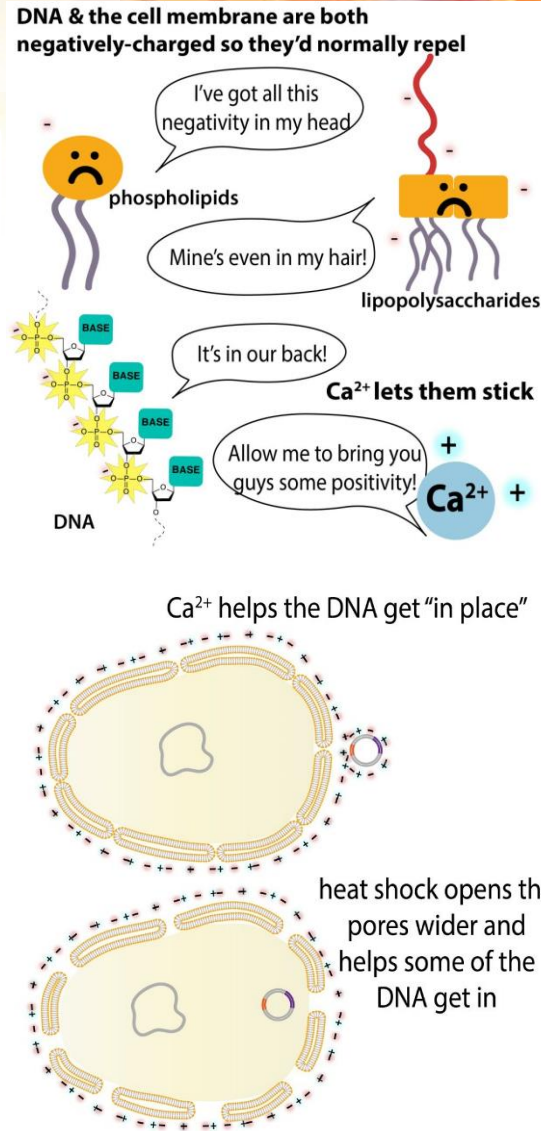 DNA & the cell membrane are both
negatively-charged so they'd normally repel
I've got all this
negativity in my head
phospholipids
Mine's even in my hair!
lipopolysaccharides
It's in our back!
BASE
BASE
BASE
BASE
DNA
Ca²⁺ lets them stick
Allow me to bring you
guys some positivity!
Ca²⁺
Ca²⁺ helps the DNA get “in place”
heat shock opens th
pores wider and
helps some of the
DNA get in